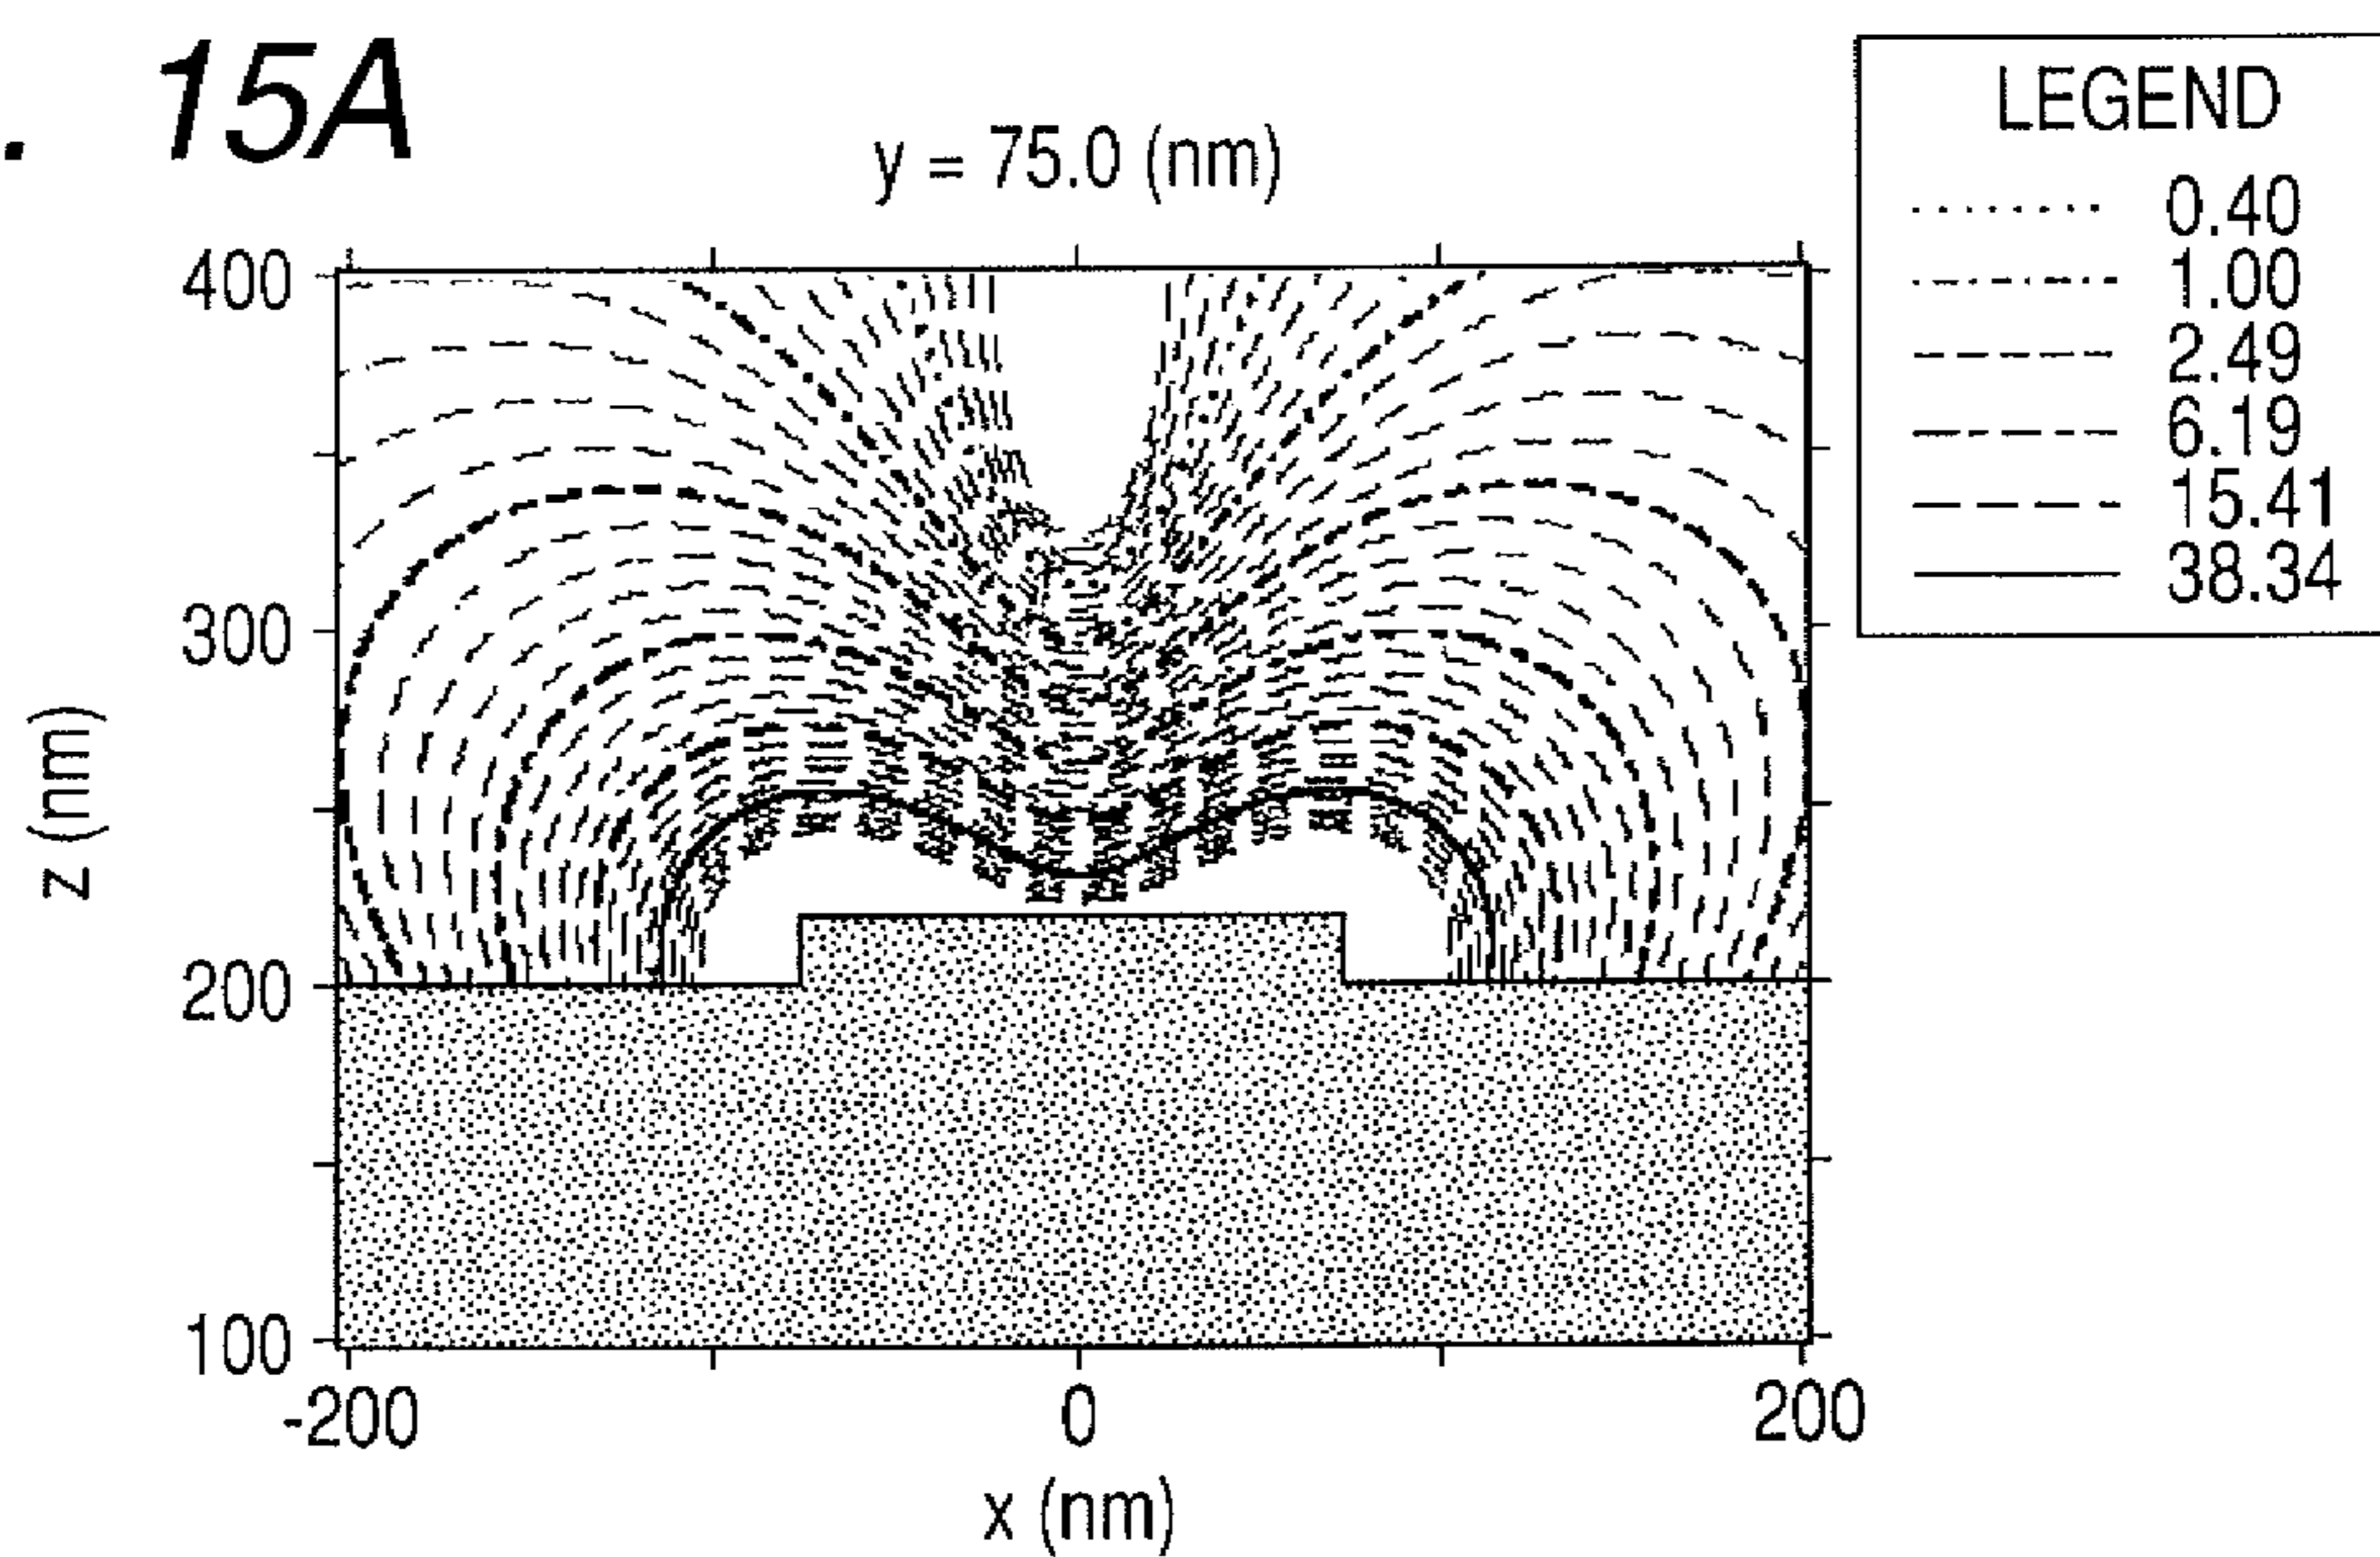 . 15A
y = 75.0 (nm)
LEGEND
0.40
1.00
2.49
6.19
15.41
38.34
400
300
200
100
z (nm)
-200 0 200
x (nm)